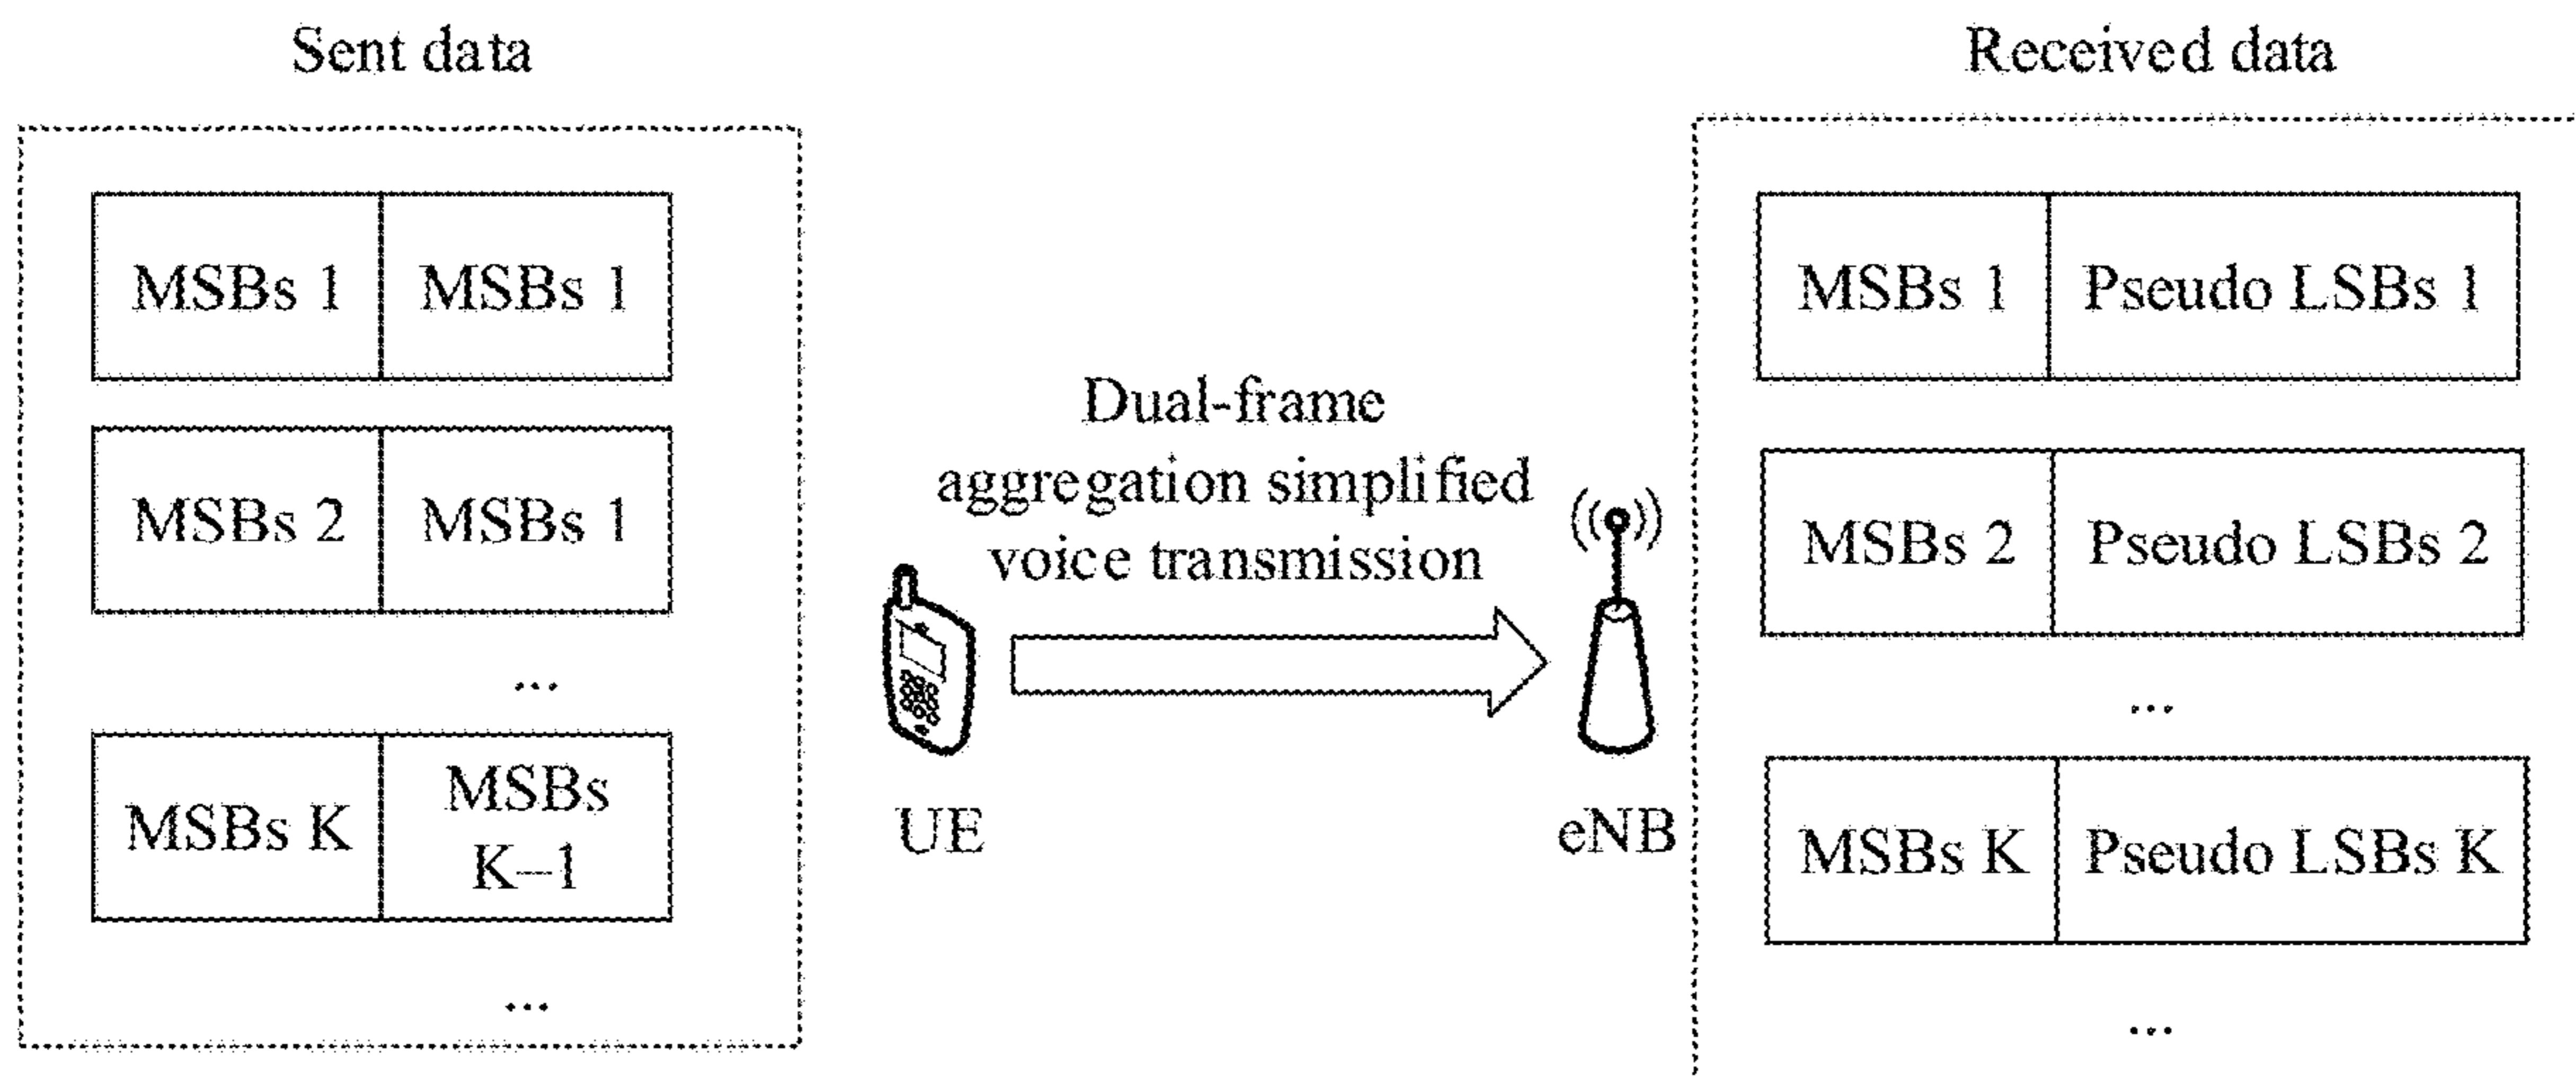 Sent data
MSBs 1 MSBs 1
MSBs 2 MSBs 1
...
MSBs K MSBs
K–1
...
Dual-frame
aggregation simplified
voice transmission
UE
eNB
Received data
MSBs 1 Pseudo LSBs 1
MSBs 2 Pseudo LSBs 2
...
MSBs K Pseudo LSBs K
...